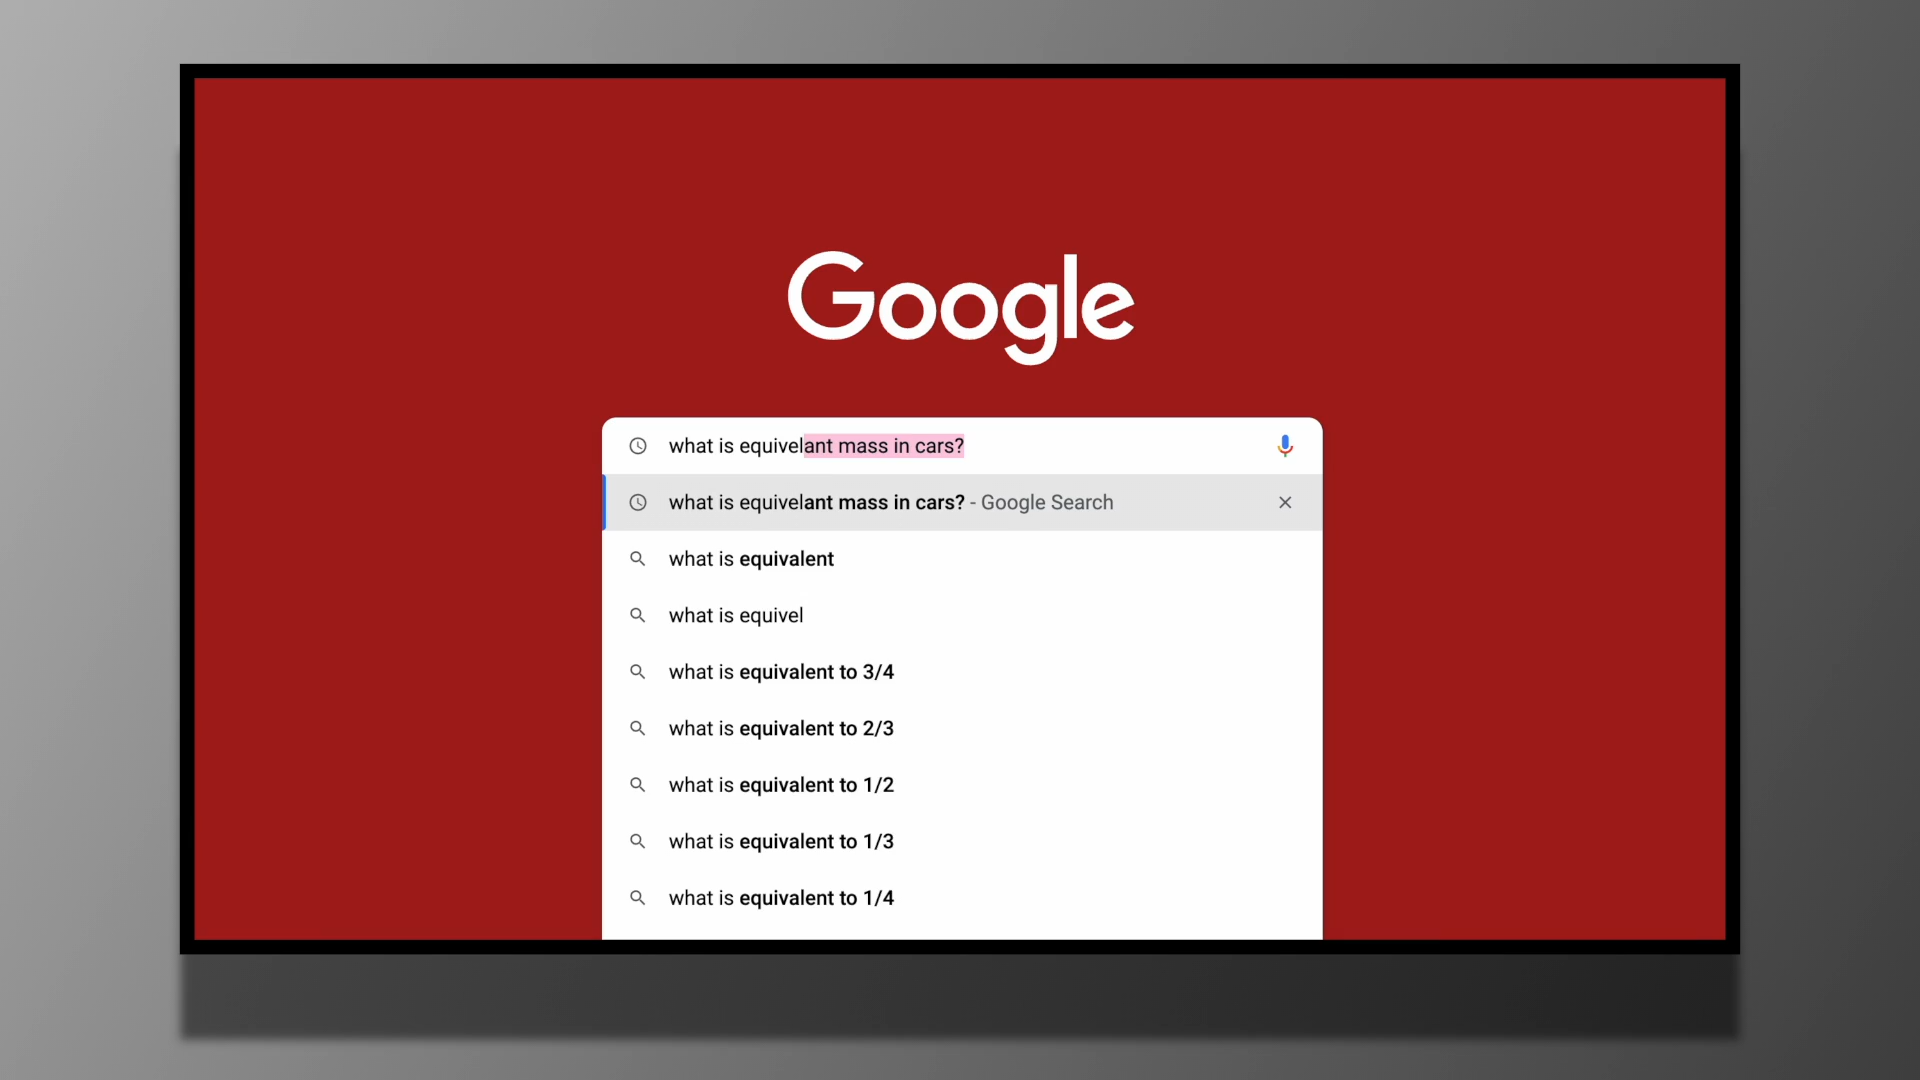 Google
what is equivelant mass in cars?
what is equivelant mass in cars? - Google Search
what is equivalent
what is equivel
what is equivalent to 3/4
what is equivalent to 2/3
what is equivalent to 1/2
what is equivalent to 1/3
what is equivalent to 1/4